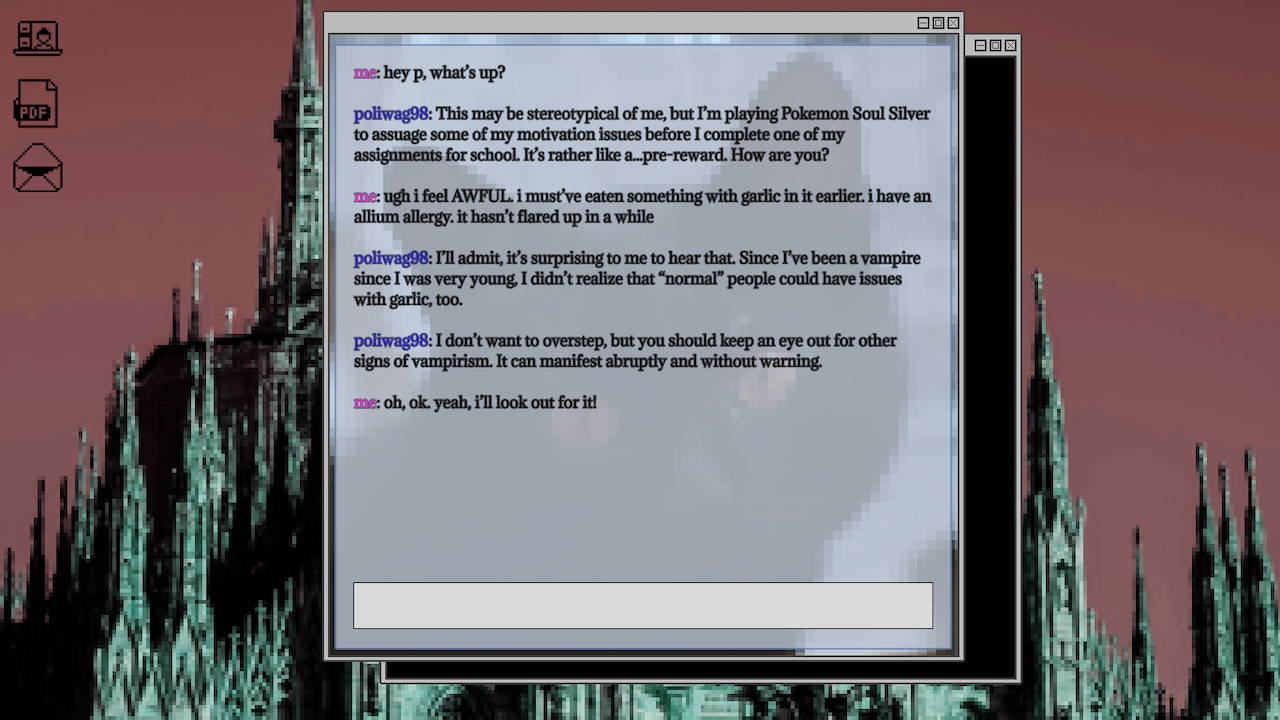 PDF
me: hey p, what's up?
poliwag98: This may be stereotypical of me, but I'm playing Pokemon Soul Silver
to assuage some of my motivation issues before I complete one of my
assignments for school. It's rather like a...pre-reward. How are you?
me: ugh i feel AWFUL. i must've eaten something with garlic in it earlier. i have an
allium allergy. it hasn't flared up in a while
poliwag98: I'll admit, it's surprising to me to hear that. Since I've been a vampire
since I was very young, I didn't realize that “normal” people could have issues
with garlic, too.
poliwag98: I don't want to overstep, but you should keep an eye out for other
signs of vampirism. It can manifest abruptly and without warning.
me: oh, ok. yeah, i'll look out for it!